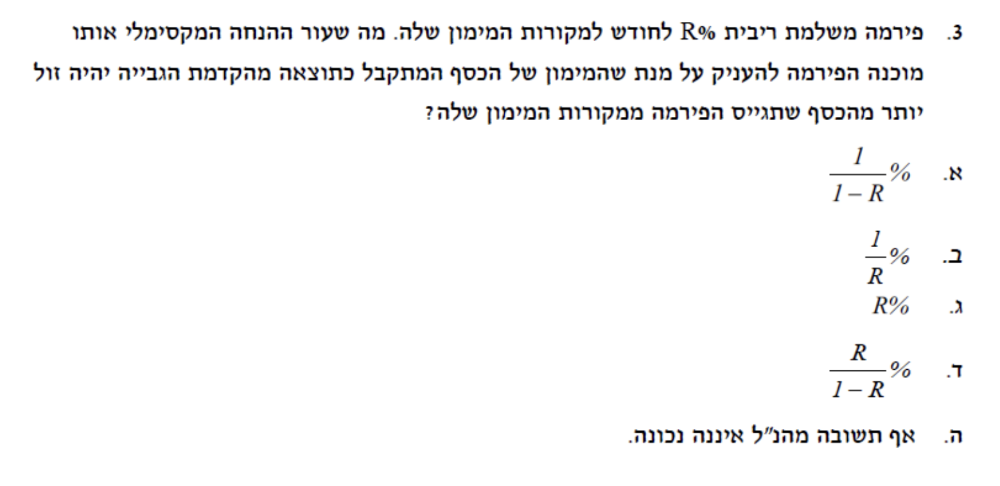 3. פירמה משלמת ריבית R% לחודש למקורות המימון שלה. מה שעור ההנחה המקסימלי אותו
מוכנה הפירמה להעניק על מנת שהמימון של הכסף המתקבל כתוצאה מהקדמת הגבייה יהיה זול
יותר מהכסף שתגייס הפירמה ממקורות המימון שלה?
א. \frac{1}{1-R}%
ב. \frac{1}{R}%
ג. R%
ד. \frac{R}{1-R}%
ה. אף תשובה מהנ"ל איננה נכונה.